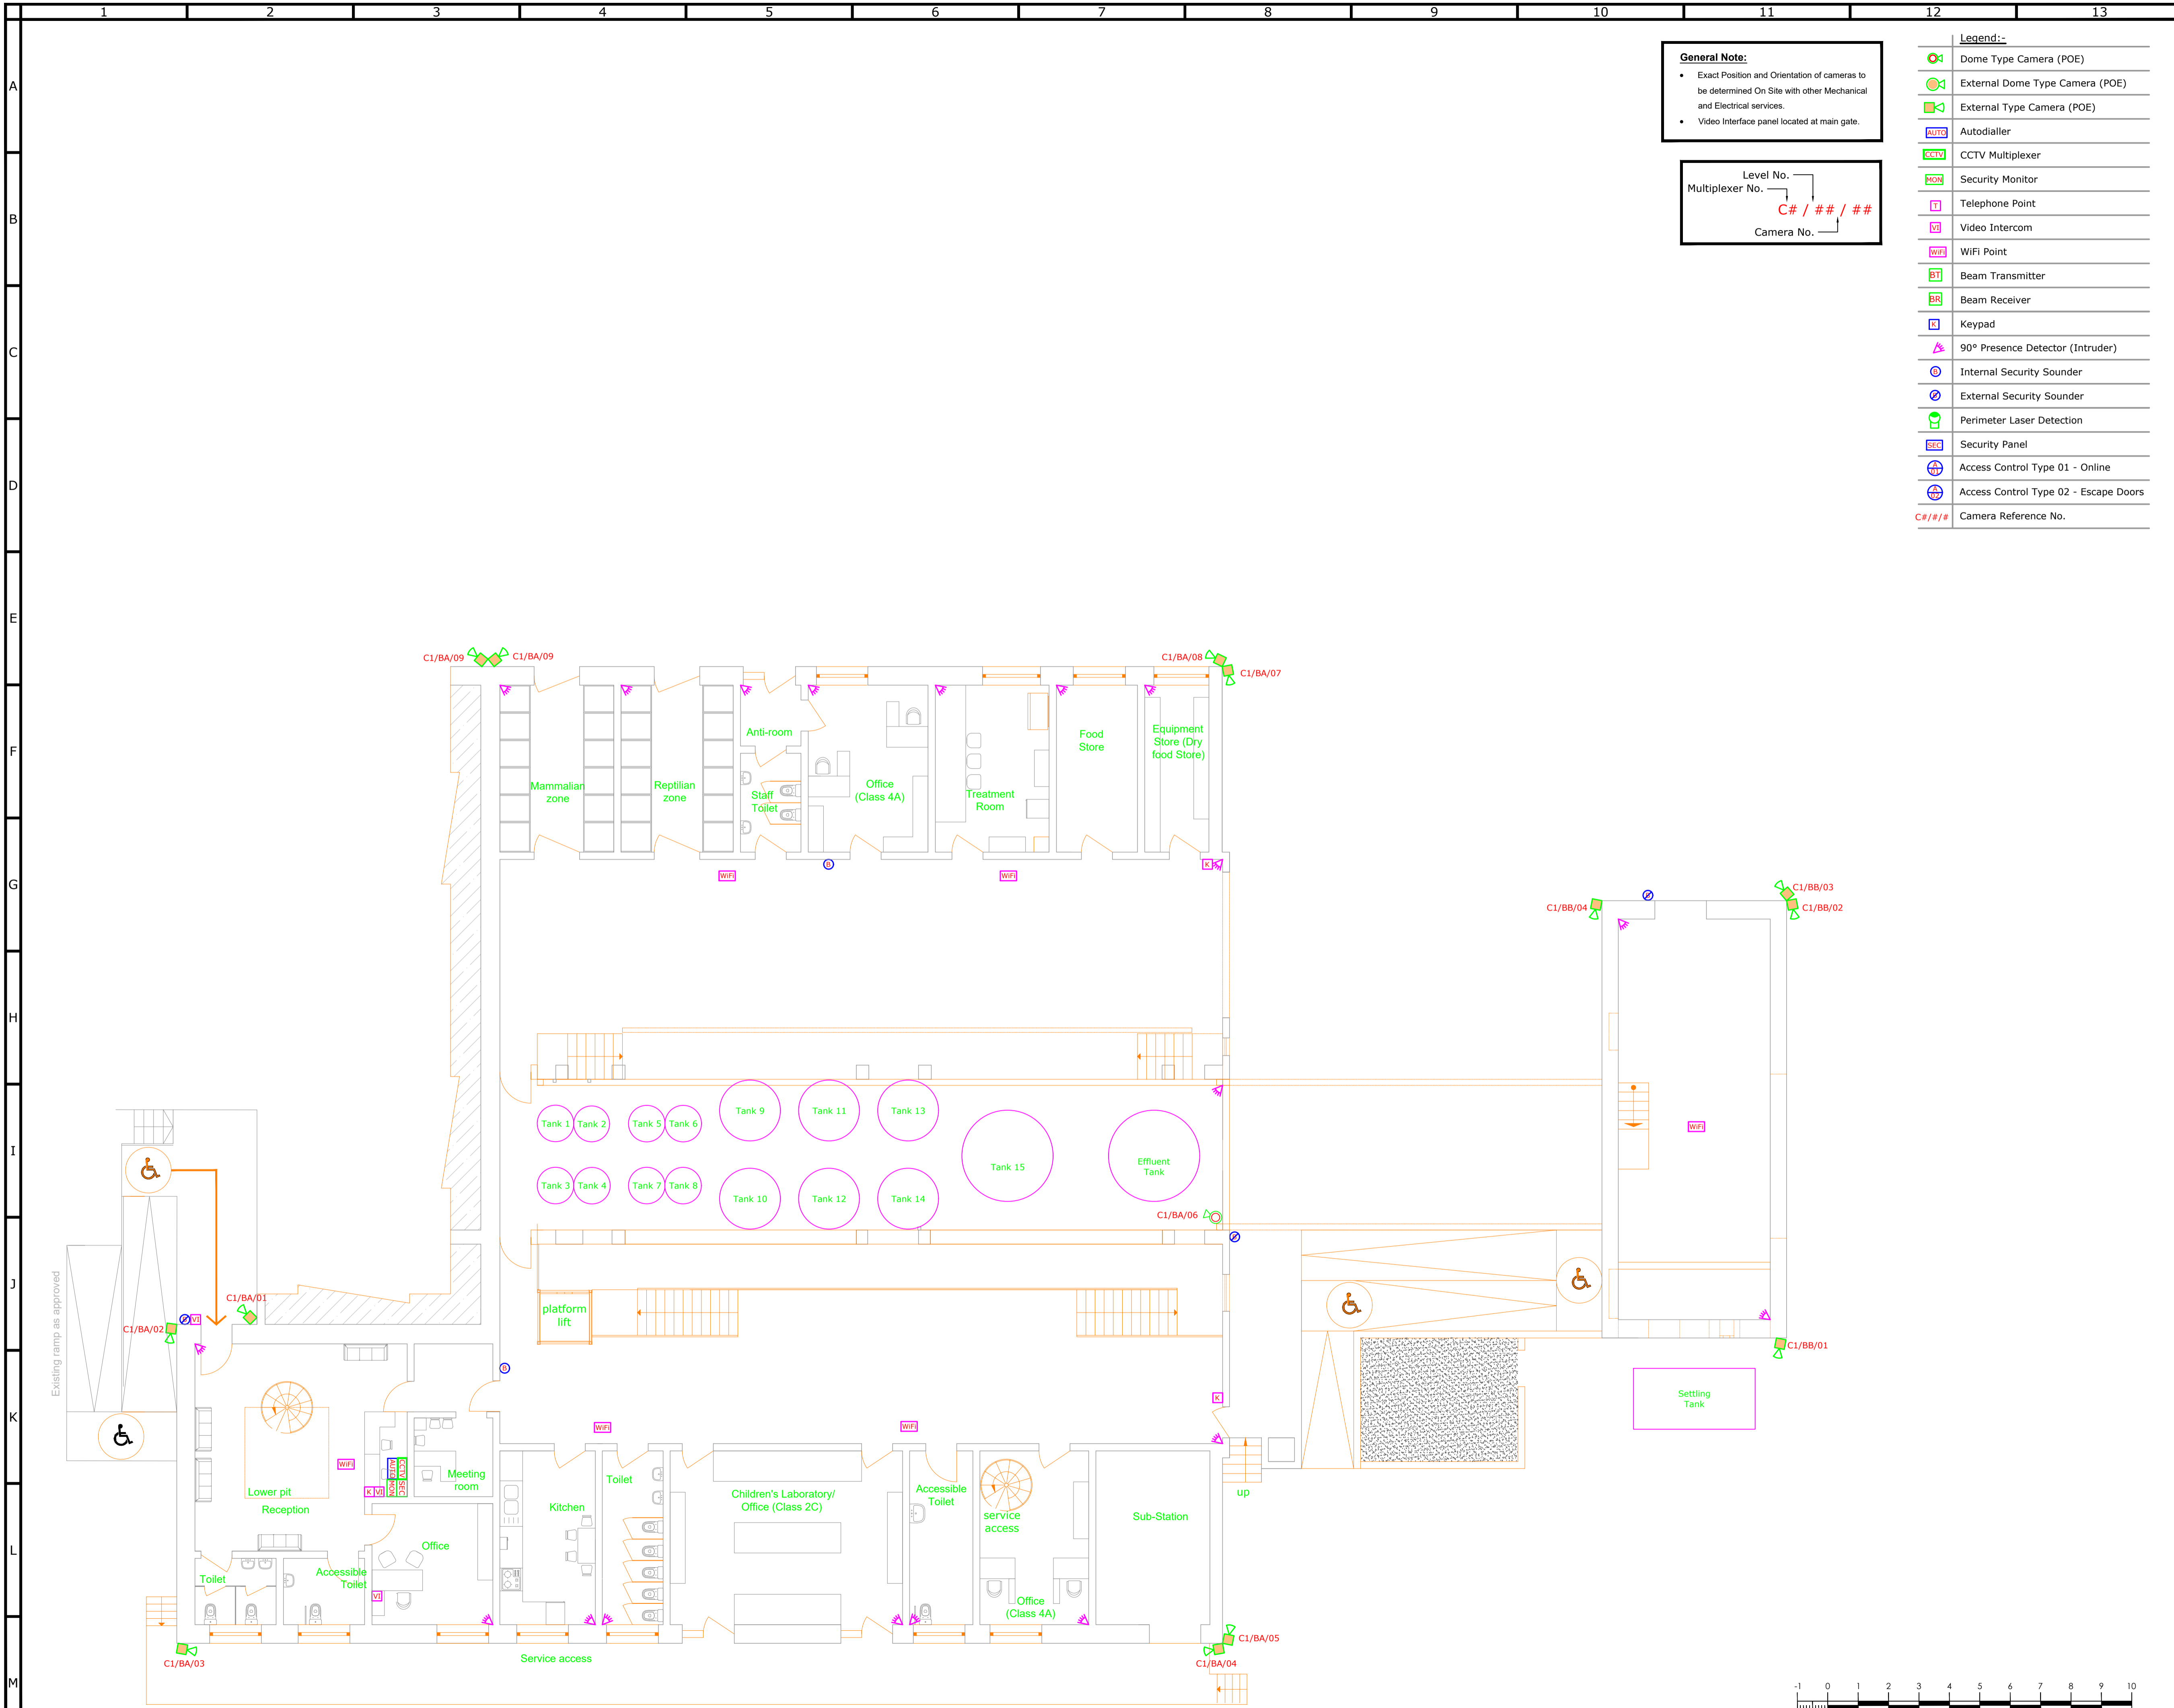 1 2 3 4 5 6 7 8 9 10 11 12 13
A
B
C
D
E
F
G
H
I
J
K
L
M
General Note:
• Exact Position and Orientation of cameras to
be determined On Site with other Mechanical
and Electrical services.
• Video Interface panel located at main gate.
Level No.
Multiplexer No.
C# / ## / ##
Camera No.
Legend:-
Dome Type Camera (POE)
External Dome Type Camera (POE)
External Type Camera (POE)
AUTO Autodialler
CCTV CCTV Multiplexer
MON Security Monitor
T Telephone Point
VI Video Intercom
WiFi WiFi Point
BT Beam Transmitter
BR Beam Receiver
K Keypad
90° Presence Detector (Intruder)
B Internal Security Sounder
External Security Sounder
Perimeter Laser Detection
SEC Security Panel
A 01 Access Control Type 01 - Online
A 02 Access Control Type 02 - Escape Doors
C#/#/# Camera Reference No.
C1/BA/09
C1/BA/09
C1/BA/08
C1/BA/07
Anti-room
Food
Store
Equipment
Store (Dry
food Store)
Mammalian
zone
Reptilian
zone
Staff
Toilet
Office
(Class 4A)
Treatment
Room
B
K
WiFi
WiFi
C1/BB/03
C1/BB/04
C1/BB/02
Tank 1
Tank 2
Tank 5
Tank 6
Tank 9
Tank 11
Tank 13
WiFi
Tank 15
Effluent
Tank
Tank 3
Tank 4
Tank 7
Tank 8
Tank 10
Tank 12
Tank 14
C1/BA/06
Existing ramp as approved
C1/BA/01
platform
lift
VI
C1/BA/02
C1/BB/01
B
K
Settling
Tank
WiFi
WiFi
WiFi
AUTO
CCTV
MON
SEC
K VI
Meeting
room
Lower pit
Reception
Toilet
Kitchen
Children's Laboratory/
Office (Class 2C)
Accessible
Toilet
service
access
Sub-Station
up
Office
Toilet
Accessible
Toilet
VI
Office
(Class 4A)
C1/BA/03
Service access
C1/BA/05
C1/BA/04
-1 0 1 2 3 4 5 6 7 8 9 10